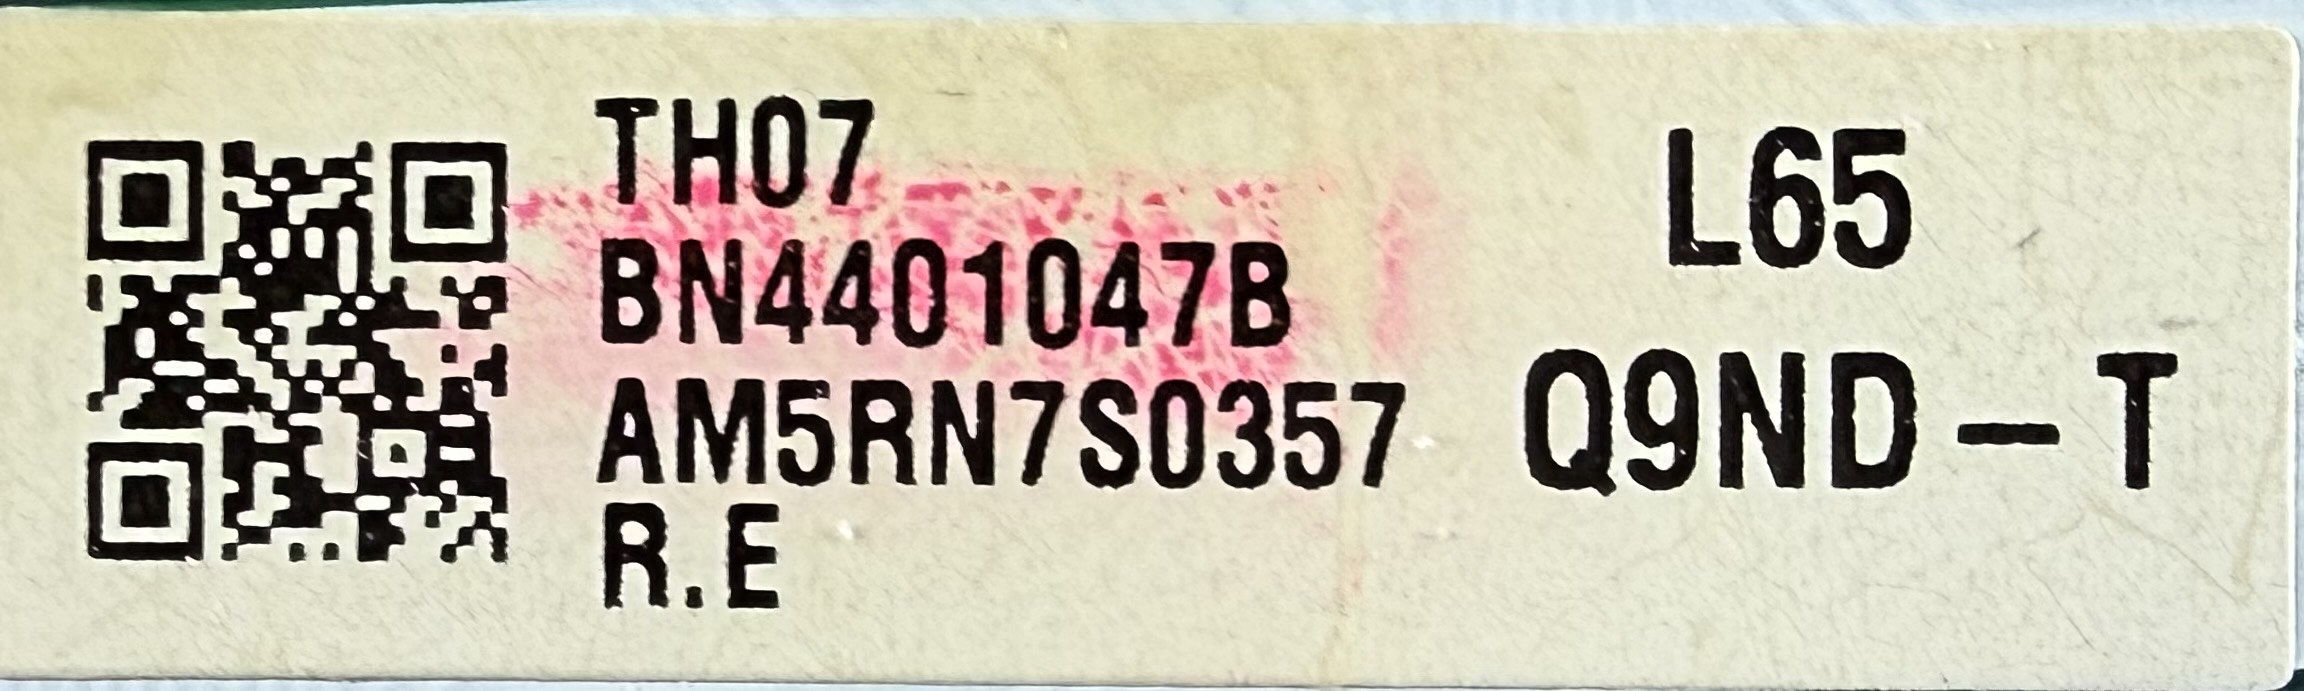 TH07
BN4401047B
AM5RN7S0357
R.E
L65
Q9ND-T